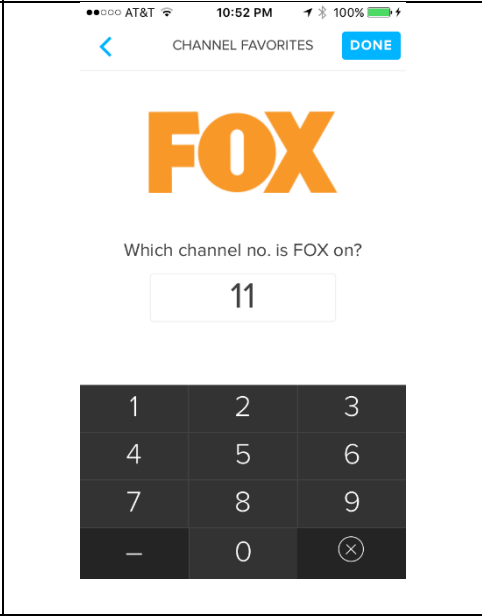 AT&T 10:52 PM 100%
CHANNEL FAVORITES DONE
FOX
Which channel no. is FOX on?
11
1 2 3
4 5 6
7 8 9
– 0